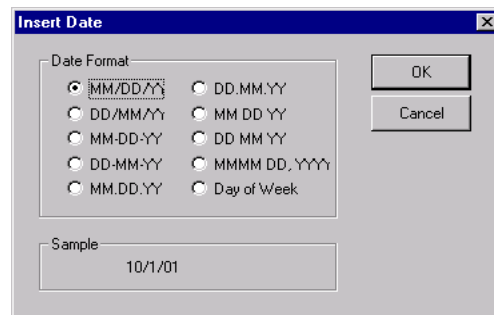 Insert Date
Date Format
MM/DD/YY
DD/MM/YY
MM-DD-YY
DD-MM-YY
MM.DD.YY
DD.MM.YY
MM DD YY
DD MM YY
MMMM DD, YYYY
Day of Week
OK
Cancel
Sample
10/1/01